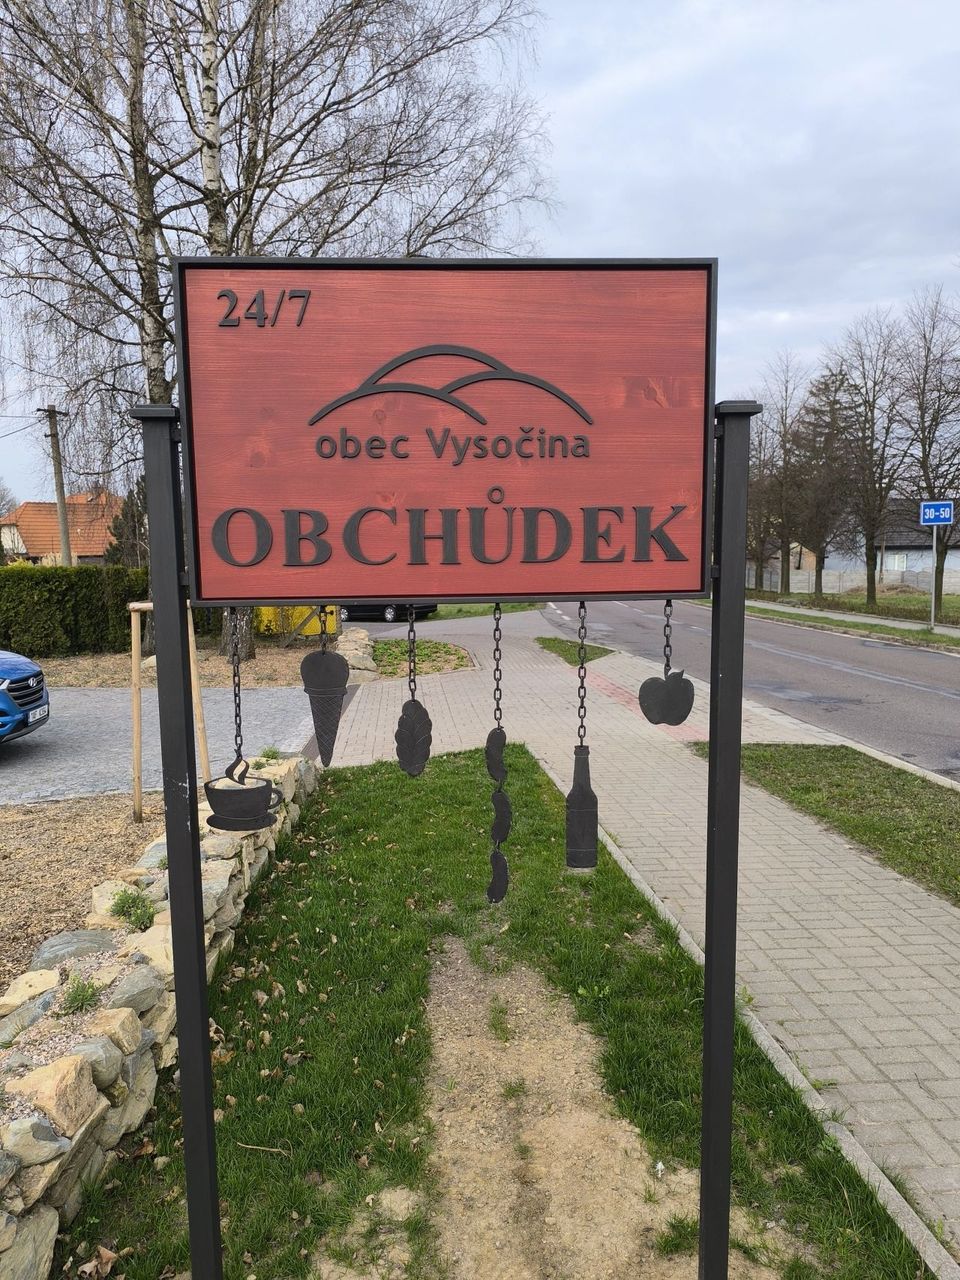 24/7
obec Vysočina
OBCHŮDEK
30-50